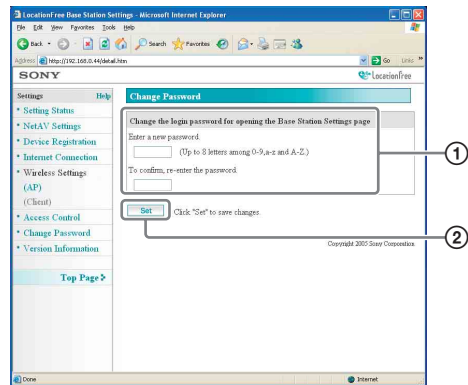 LocationFree Base Station Settings - Microsoft Internet Explorer
File Edit View Favorites Tools Help
Back Search Favorites
Address http://192.168.0.44/detail.htm Go Links
SONY LocationFree
Settings Help
Change Password
Setting Status
NetAV Settings
Device Registration
Internet Connection
Wireless Settings
(AP)
(Client)
Access Control
Change Password
Version Information
Top Page
Change the login password for opening the Base Station Settings page
Enter a new password.
(Up to 8 letters among 0-9,a-z and A-Z.)
To confirm, re-enter the password.
1
Set Click "Set" to save changes.
2
Copyright 2005 Sony Corporation
Done Internet